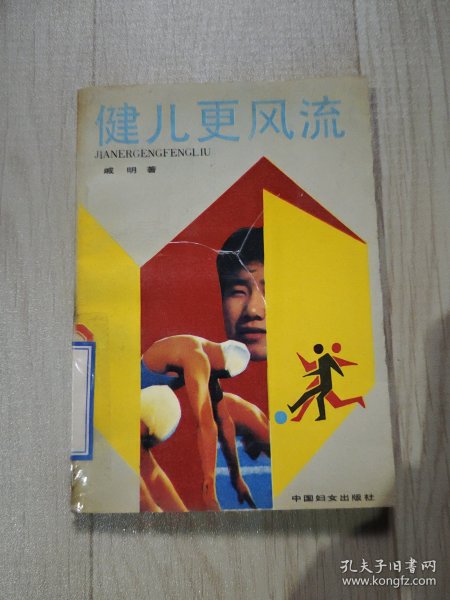 健儿更风流
JIANERGENGFENGLIU
戚 明 著
中国妇女出版社
孔夫子旧书网
www.kongfz.com